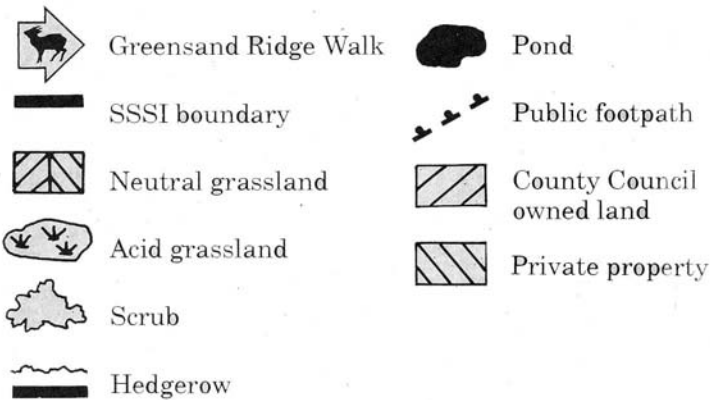 Greensand Ridge Walk
SSSI boundary
Neutral grassland
Acid grassland
Scrub
Hedgerow
Pond
Public footpath
County Council
owned land
Private property